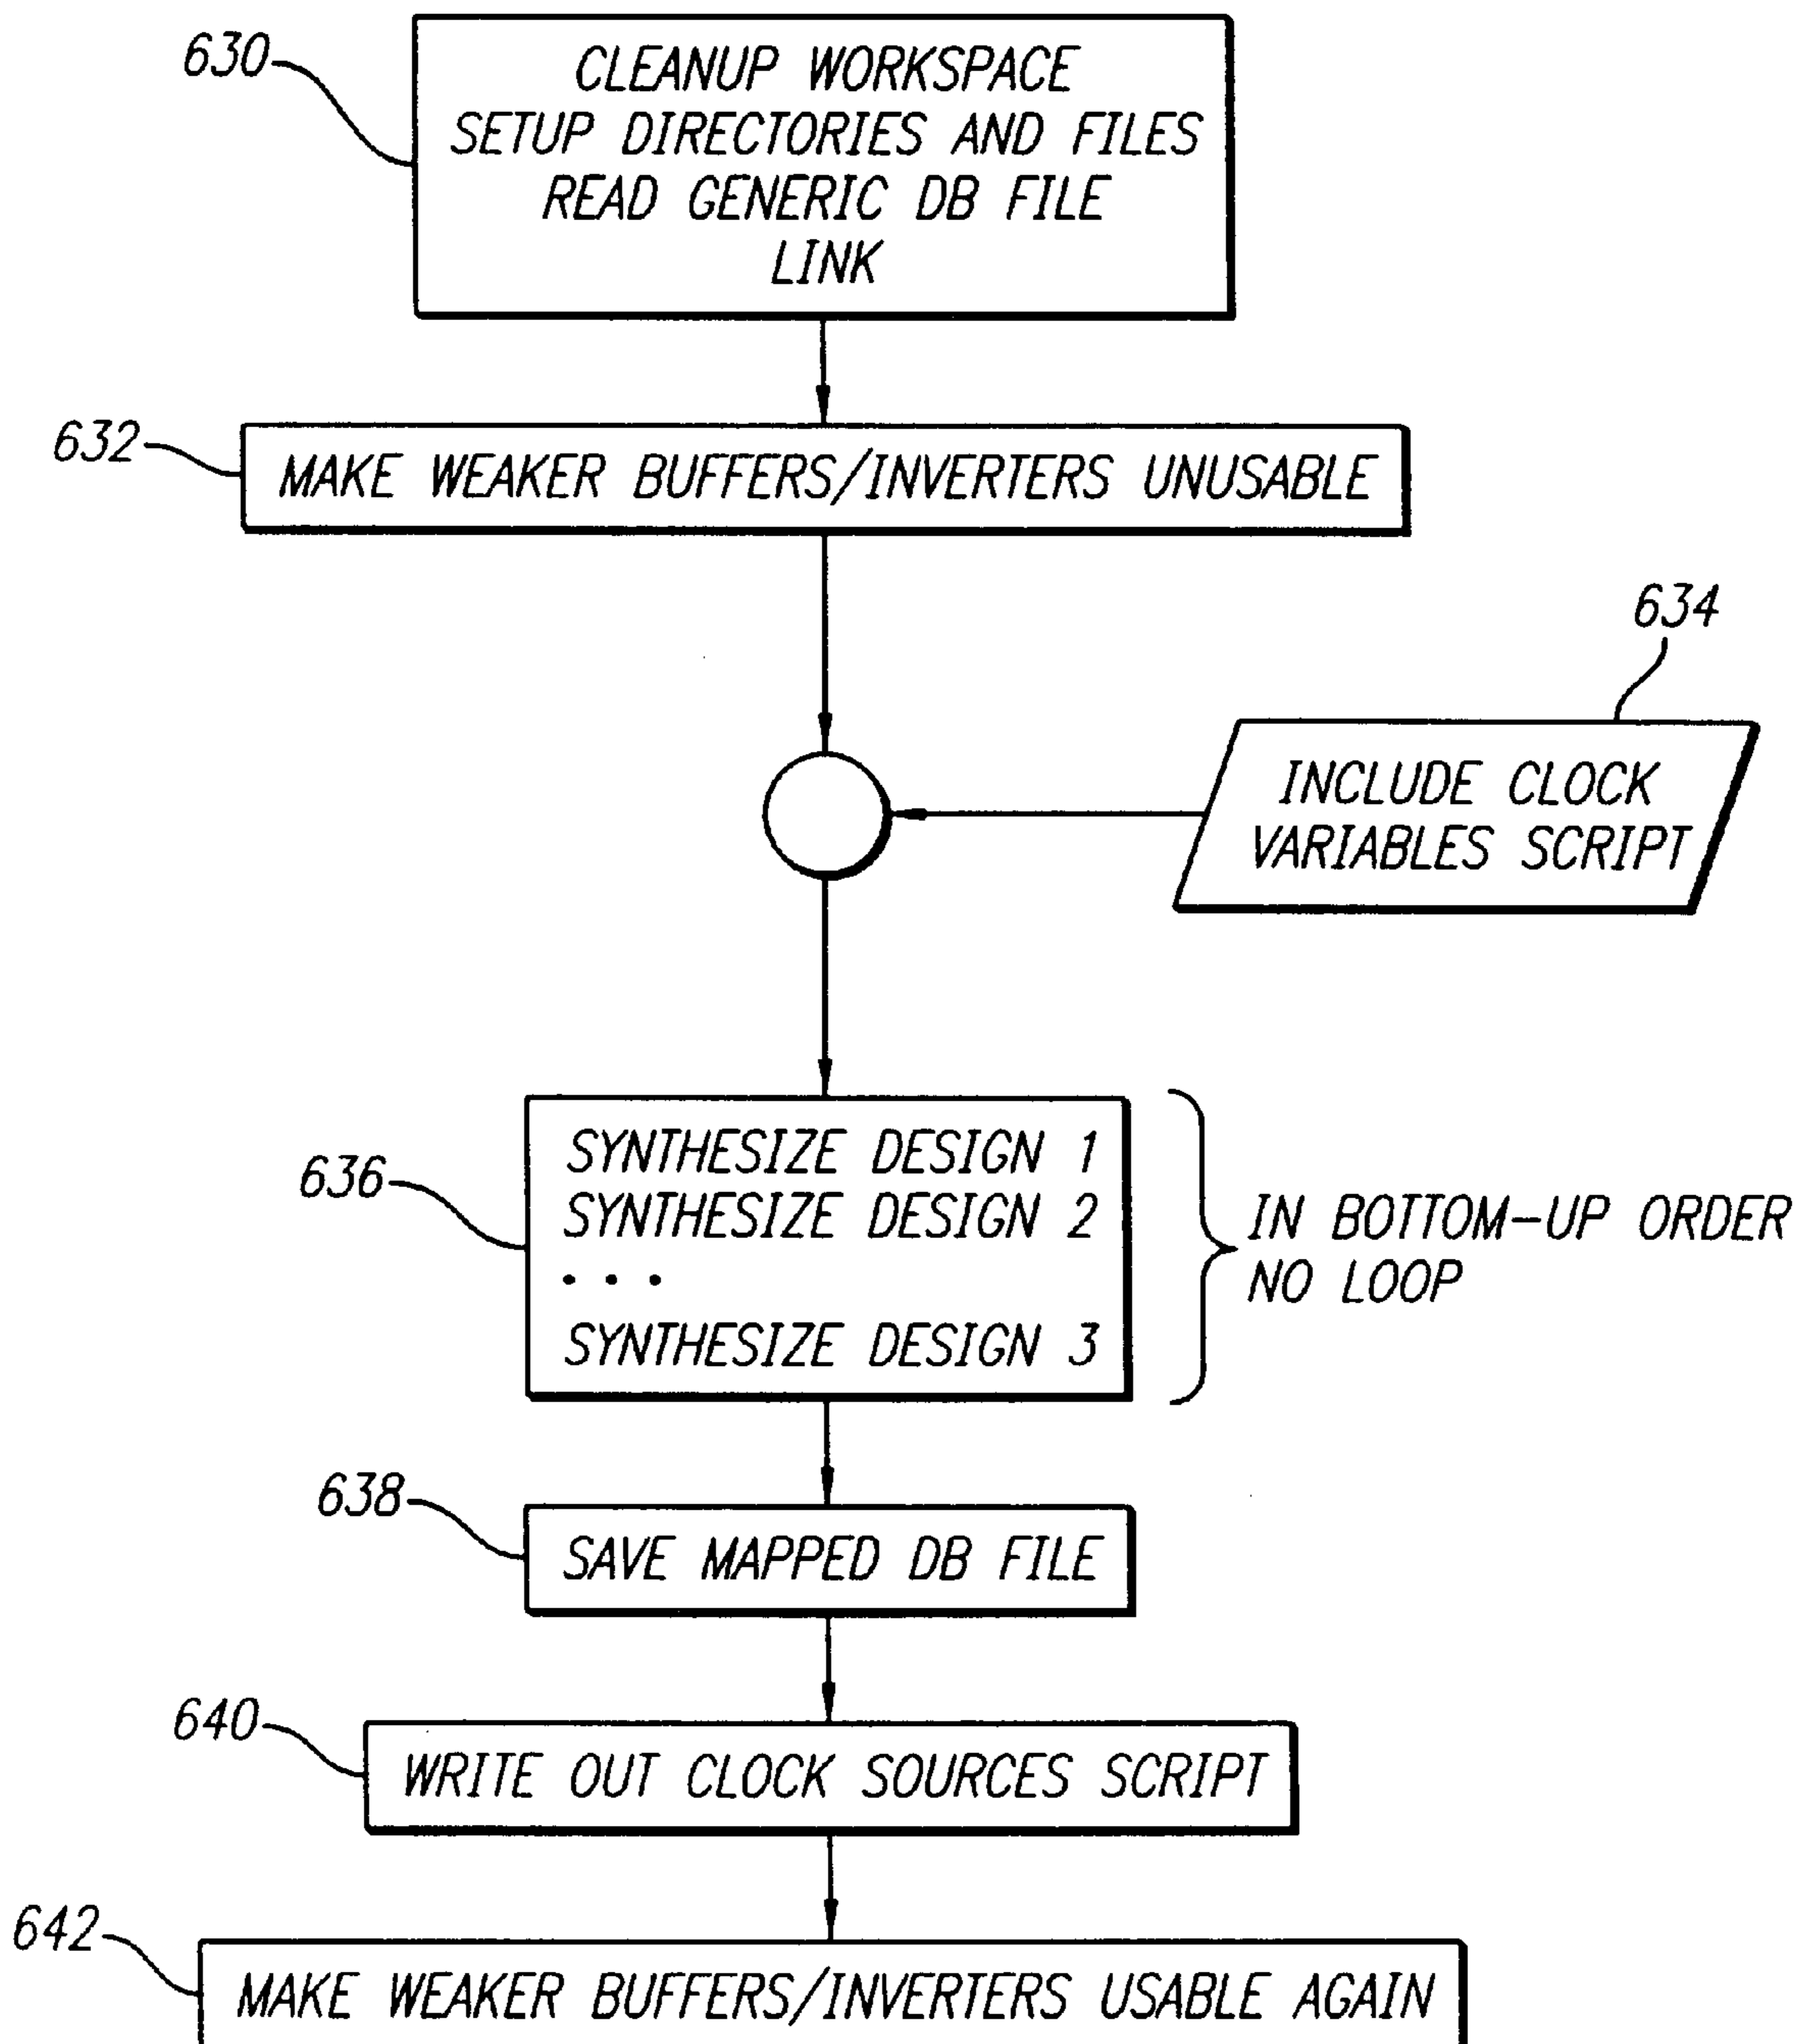 630
CLEANUP WORKSPACE
SETUP DIRECTORIES AND FILES
READ GENERIC DB FILE
LINK
632
MAKE WEAKER BUFFERS/INVERTERS UNUSABLE
634
INCLUDE CLOCK
VARIABLES SCRIPT
636
SYNTHESIZE DESIGN 1
SYNTHESIZE DESIGN 2
• • •
SYNTHESIZE DESIGN 3
IN BOTTOM-UP ORDER
NO LOOP
638
SAVE MAPPED DB FILE
640
WRITE OUT CLOCK SOURCES SCRIPT
642
MAKE WEAKER BUFFERS/INVERTERS USABLE AGAIN